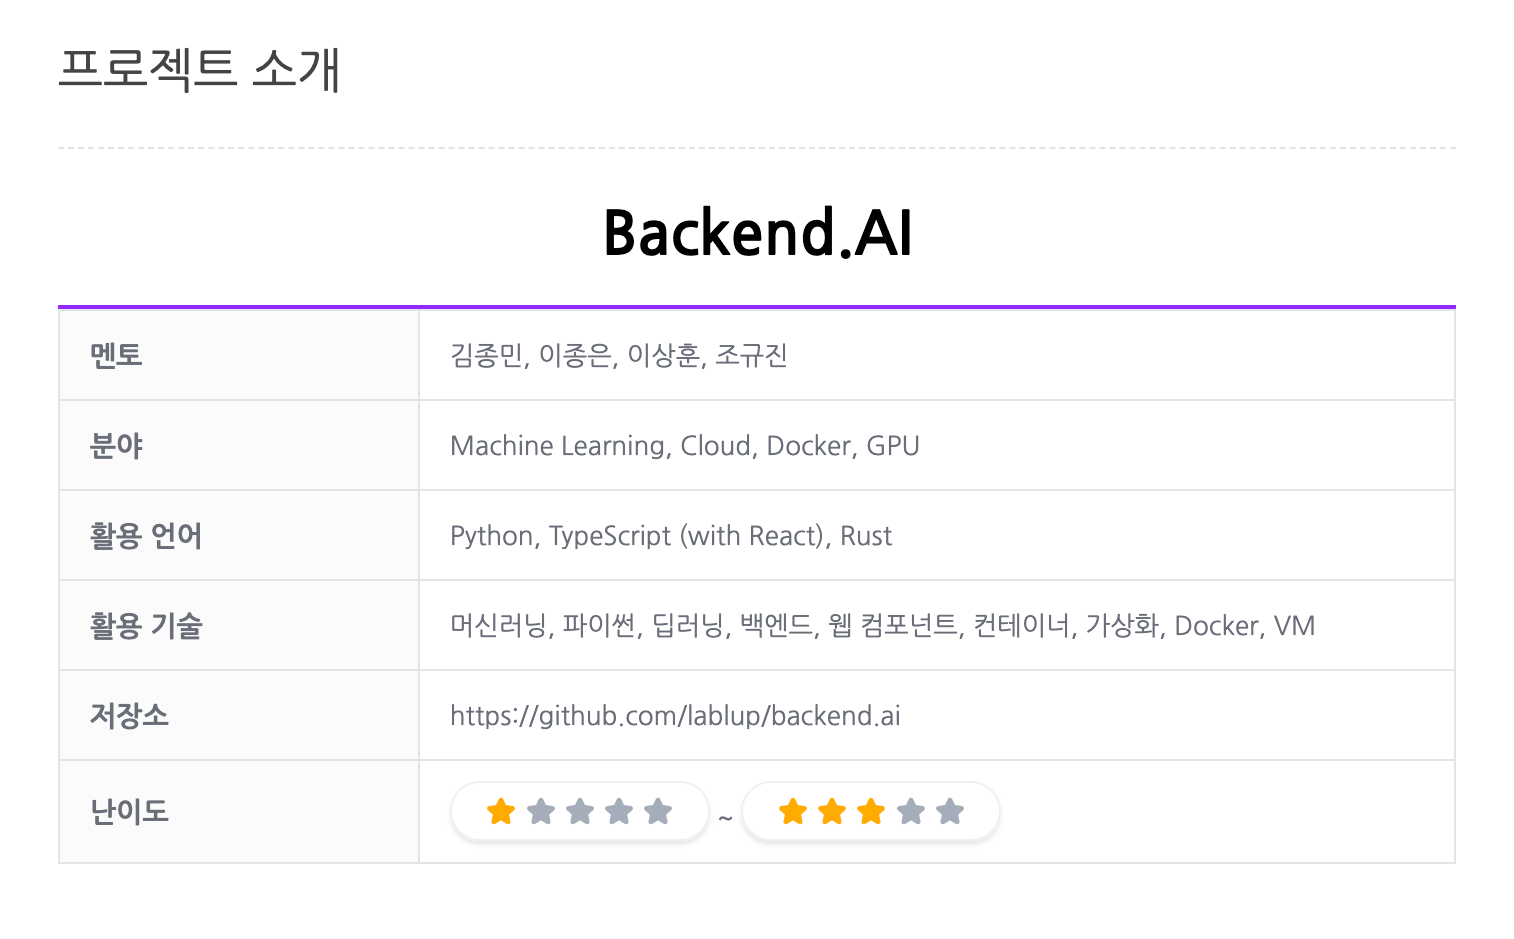 프로젝트 소개
Backend.AI
멘토
김종민, 이종은, 이상훈, 조규진
분야
Machine Learning, Cloud, Docker, GPU
활용 언어
Python, TypeScript (with React), Rust
활용 기술
머신러닝, 파이썬, 딥러닝, 백엔드, 웹 컴포넌트, 컨테이너, 가상화, Docker, VM
저장소
https://github.com/lablup/backend.ai
난이도
~